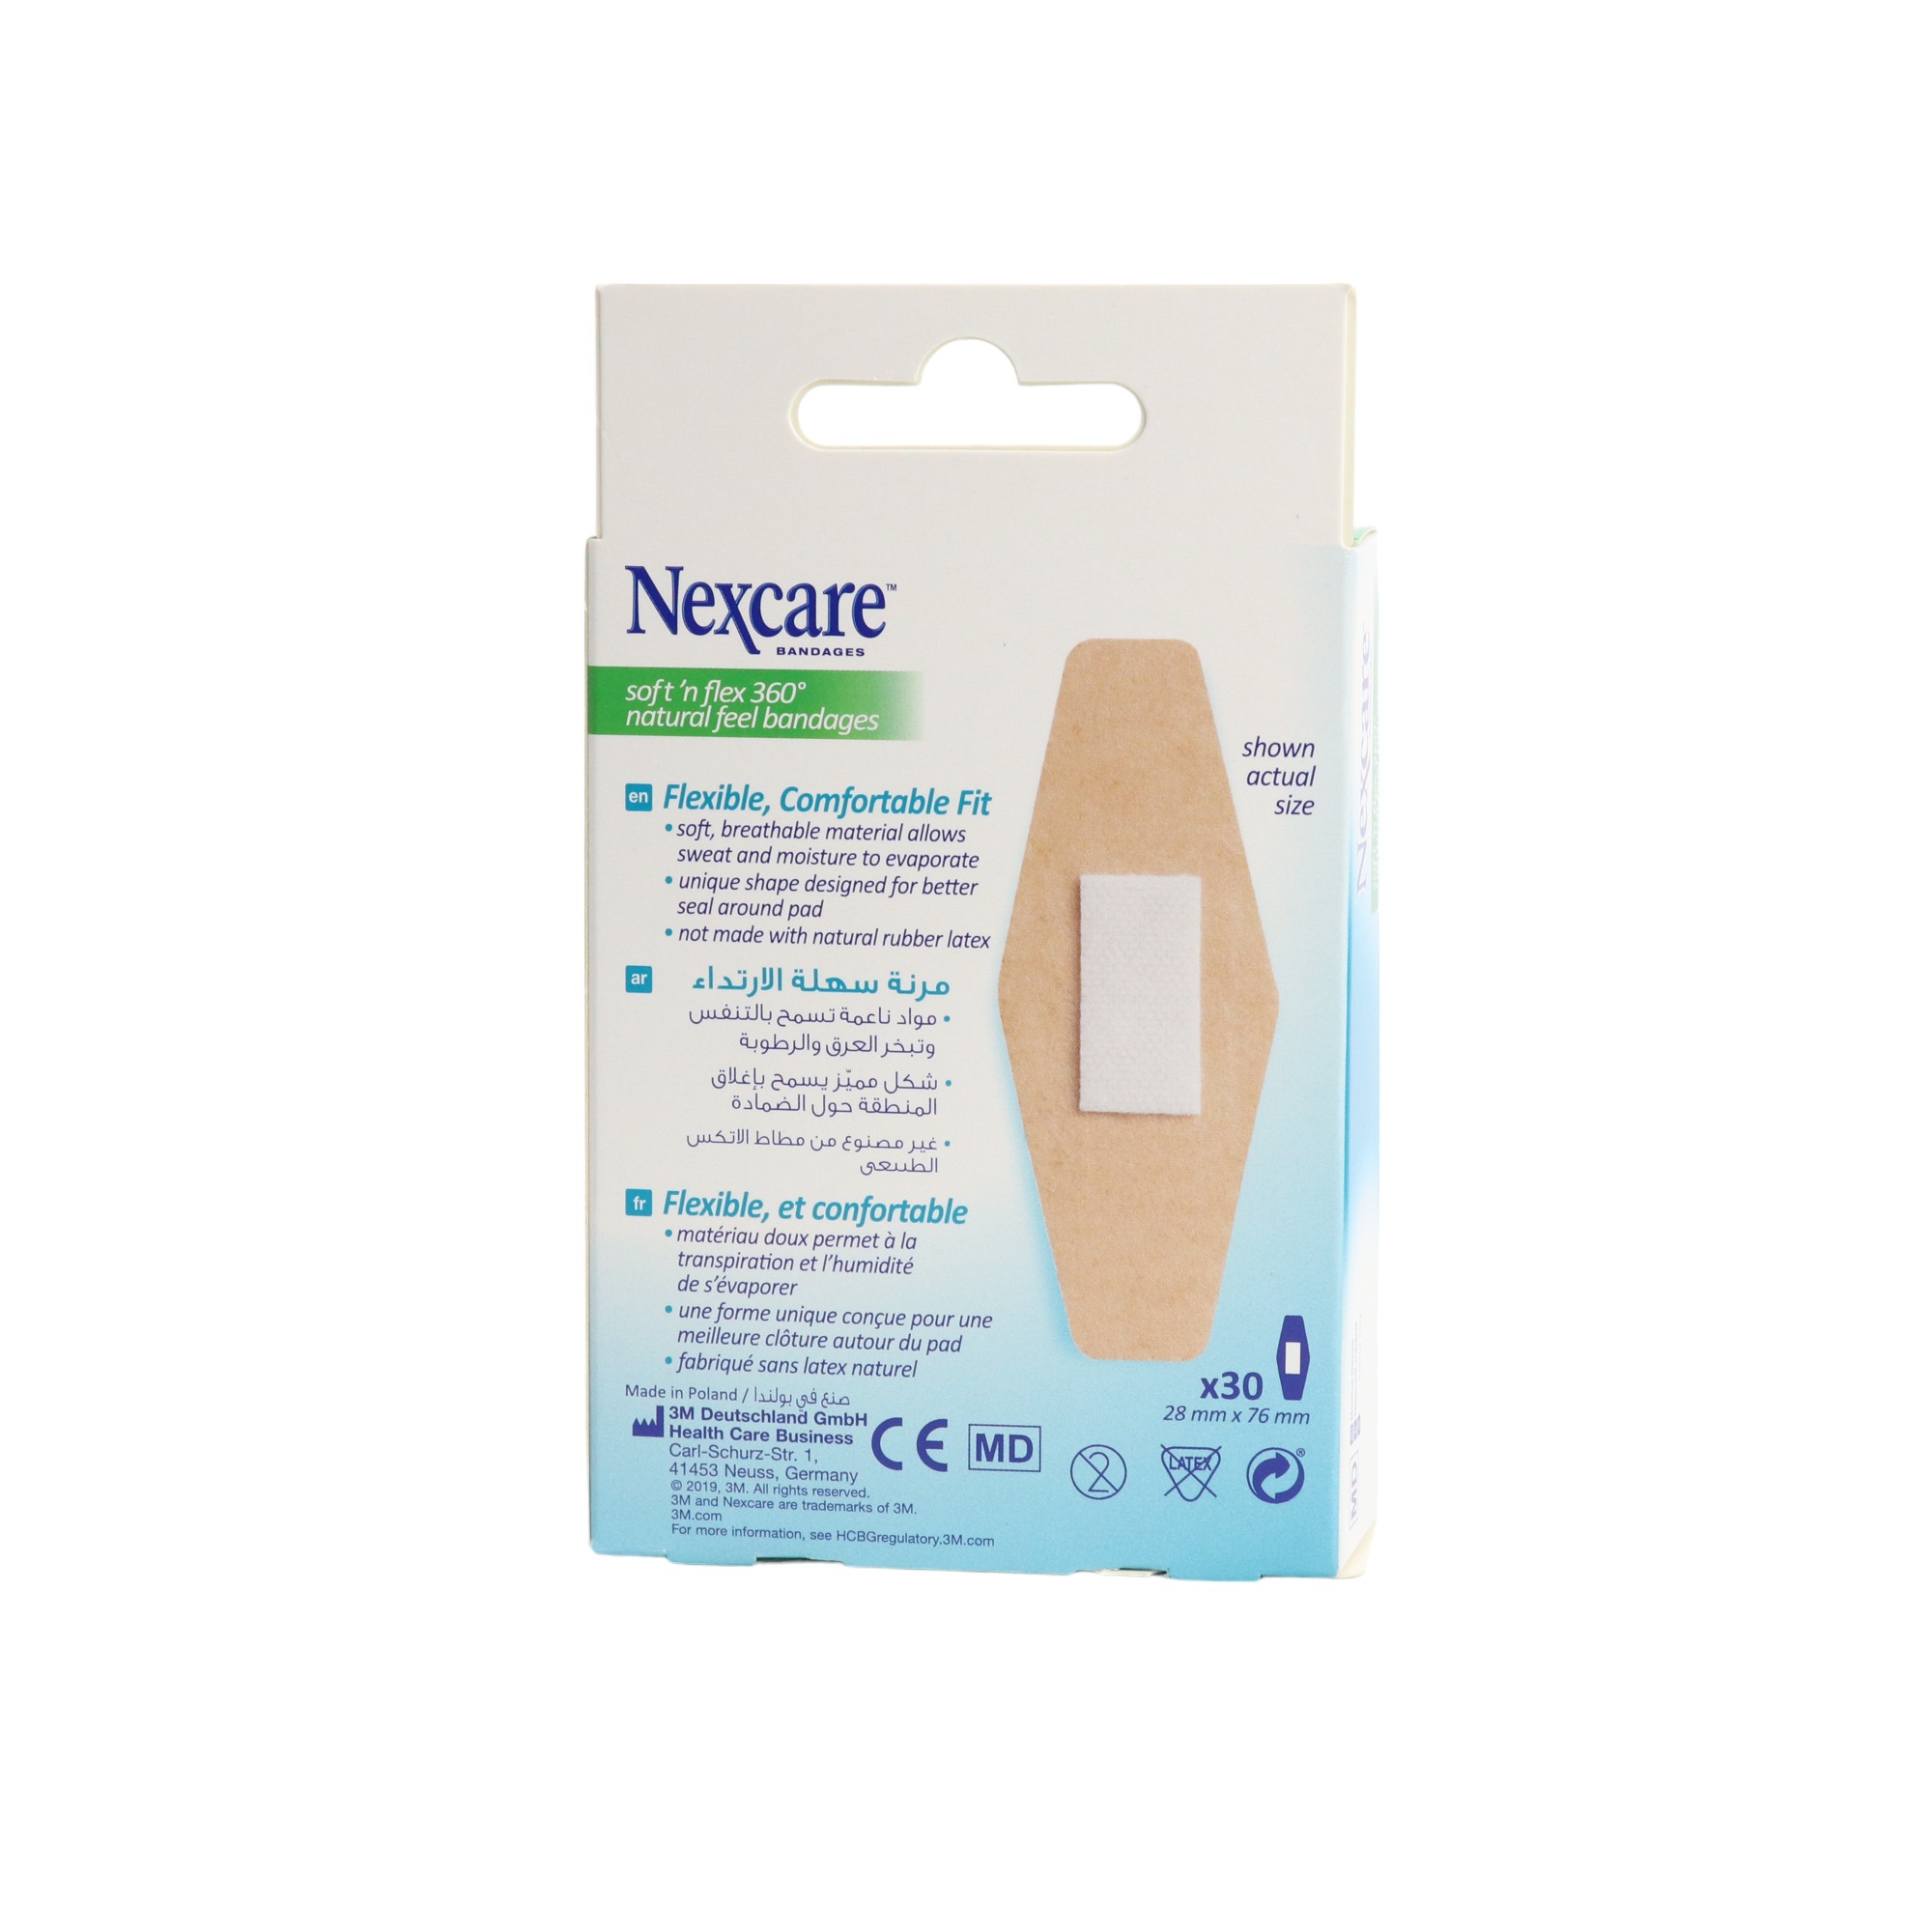 Nexcare™
BANDAGES
soft 'n flex 360°
natural feel bandages
shown
actual
size
en Flexible, Comfortable Fit
• soft, breathable material allows
sweat and moisture to evaporate
• unique shape designed for better
seal around pad
• not made with natural rubber latex
ar مرنة سهلة الارتداء
• مواد ناعمة تسمح بالتنفس
وتبخر العرق والرطوبة
• شكل مميّز يسمح بإغلاق
المنطقة حول الضمادة
• غير مصنوع من مطاط الاتكس
الطبيعي
fr Flexible, et confortable
• matériau doux permet à la
transpiration et l'humidité
de s'évaporer
• une forme unique conçue pour une
meilleure clôture autour du pad
• fabriqué sans latex naturel
x30
28 mm x 76 mm
Made in Poland / صنع في بولندا
3M Deutschland GmbH
Health Care Business
Carl-Schurz-Str. 1,
41453 Neuss, Germany
© 2019, 3M. All rights reserved.
3M and Nexcare are trademarks of 3M.
3M.com
For more information, see HCBGregulatory.3M.com
CE
MD
2
LATEX
®
Nexcare
MD